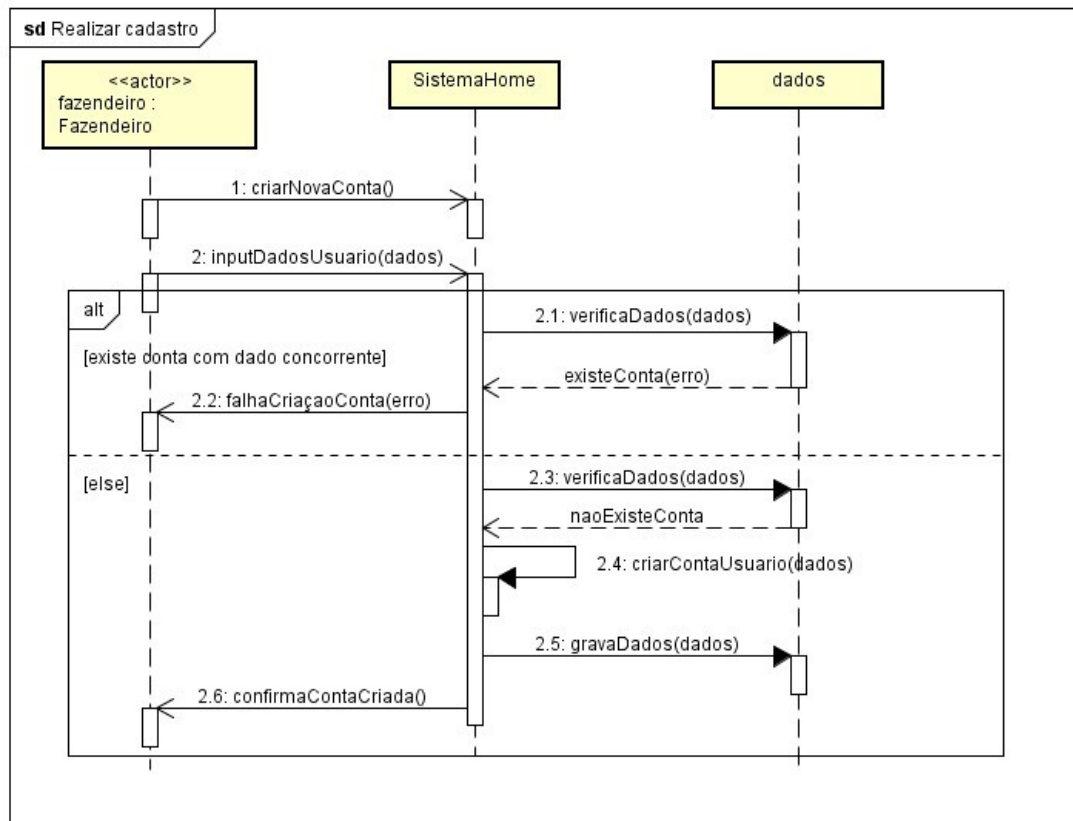 sd Realizar cadastro
<<actor>>
fazendeiro :
Fazendeiro
SistemaHome
dados
1: criarNovaConta()
2: inputDadosUsuario(dados)
alt
2.1: verificaDados(dados)
[existe conta com dado concorrente]
existeConta(erro)
2.2: falhaCriaçaoConta(erro)
[else]
2.3: verificaDados(dados)
naoExisteConta
2.4: criarContaUsuario(dados)
2.5: gravaDados(dados)
2.6: confirmaContaCriada()